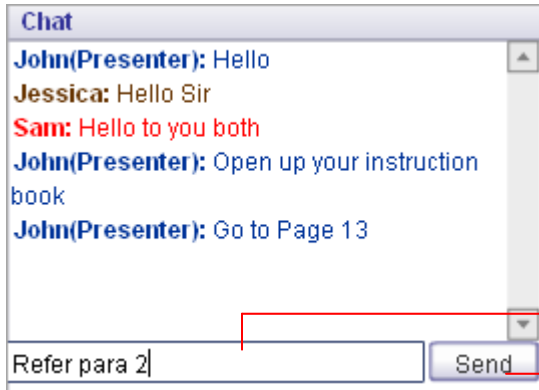 Chat
John(Presenter): Hello
Jessica: Hello Sir
Sam: Hello to you both
John(Presenter): Open up your instruction
book
John(Presenter): Go to Page 13
Refer para 2
Send